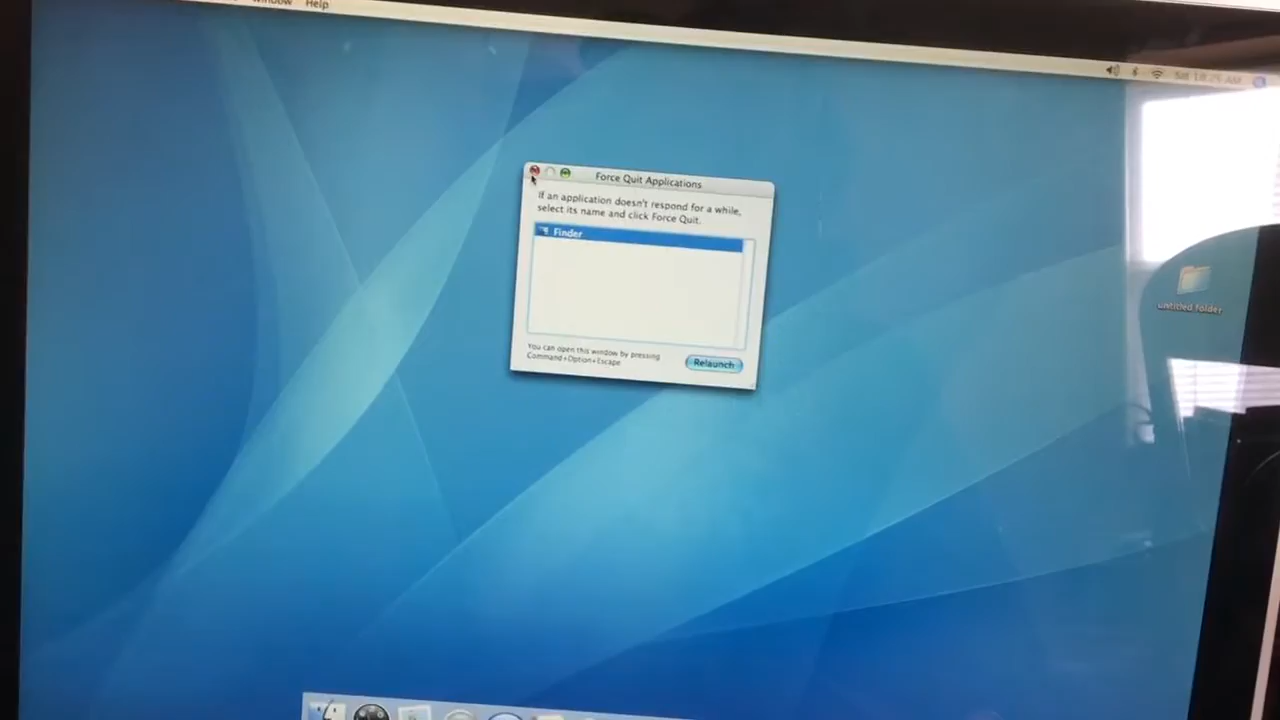 Window Help
Force Quit Applications
If an application doesn't respond for a while,
select its name and click Force Quit.
Finder
You can open this window by pressing
Command+Option+Escape
Relaunch
untitled folder